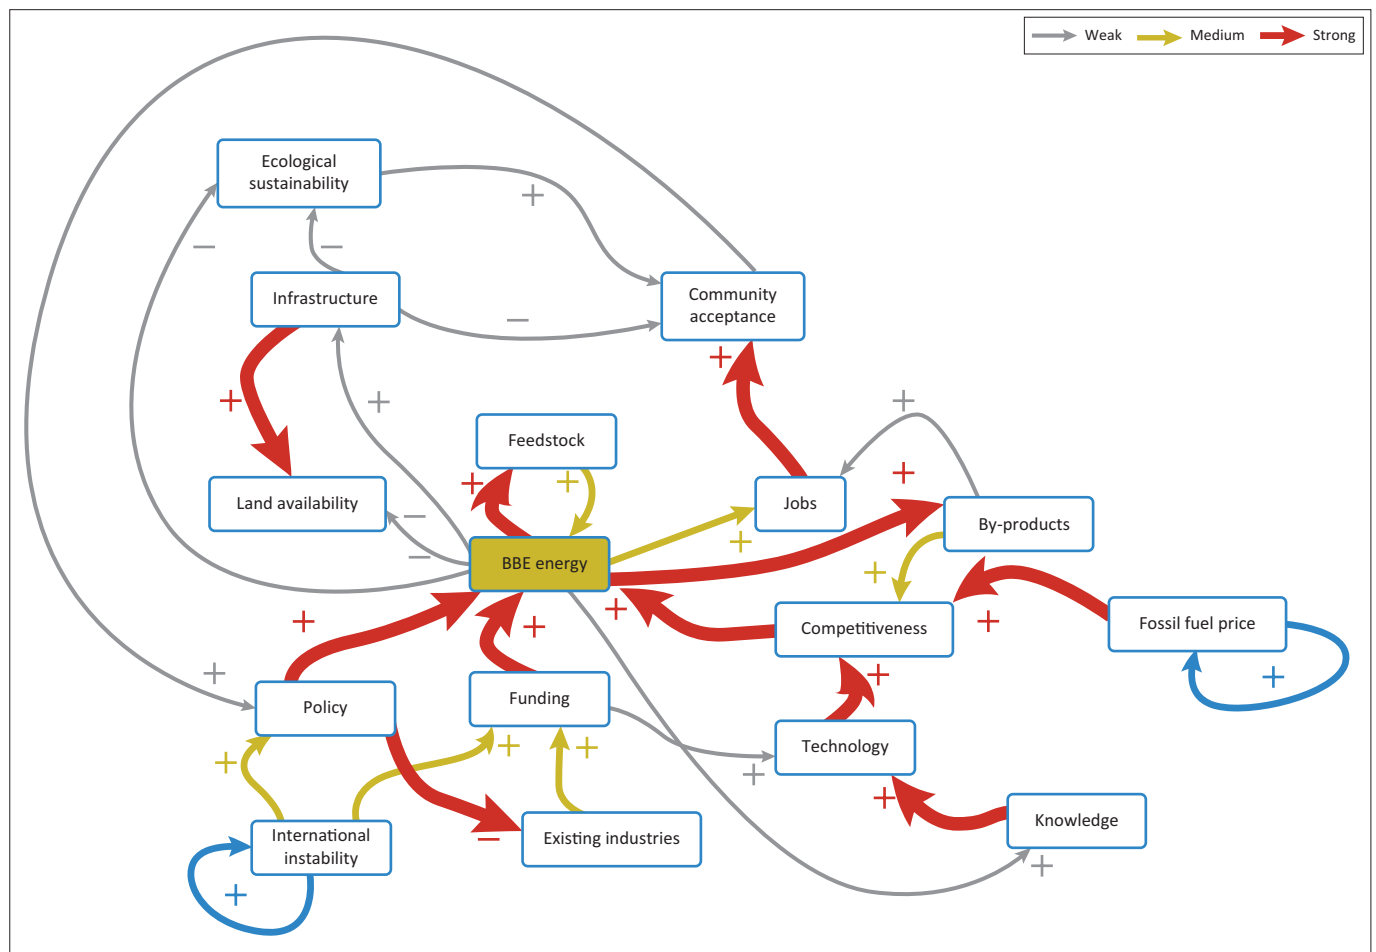 Weak
Medium
Strong
Ecological
sustainability
+
−
−
Infrastructure
Community
acceptance
−
+
+
+
+
Feedstock
+
+
+
Land availability
Jobs
By-products
−
+
−
BBE energy
+
+
+
+
+
Competitiveness
Fossil fuel price
+
+
+
Policy
Funding
+
+
+
+
Technology
+
+
−
International
instability
Existing industries
Knowledge
+
+